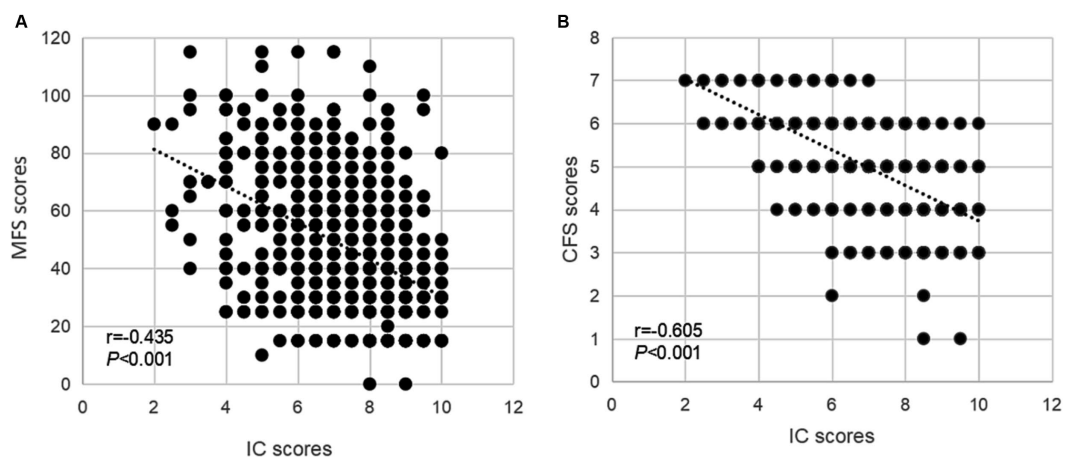 A
120
100
80
60
40
20
0
MFS scores
r=-0.435
P<0.001
0 2 4 6 8 10 12
IC scores
B
8
7
6
5
4
3
2
1
0
CFS scores
r=-0.605
P<0.001
0 2 4 6 8 10 12
IC scores